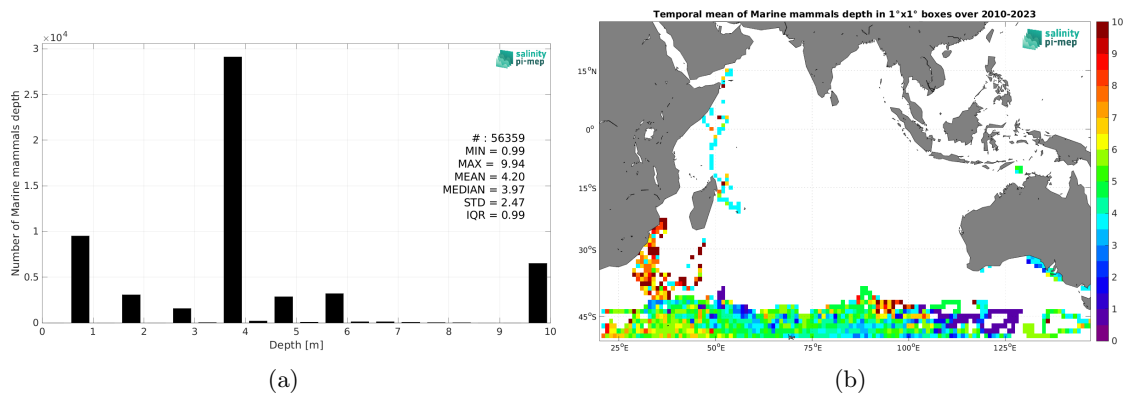 ×10⁴
3
2.5
2
1.5
1
0.5
0
0 1 2 3 4 5 6 7 8 9 10
Number of Marine mammals depth
Depth [m]
salinity
pi-mep
# : 56359
MIN = 0.99
MAX = 9.94
MEAN = 4.20
MEDIAN = 3.97
STD = 2.47
IQR = 0.99
(a)
Temporal mean of Marine mammals depth in 1°x1° boxes over 2010-2023
salinity
pi-mep
15°N
0°
15°S
30°S
45°S
25°E 50°E 75°E 100°E 125°E
10
9
8
7
6
5
4
3
2
1
0
(b)